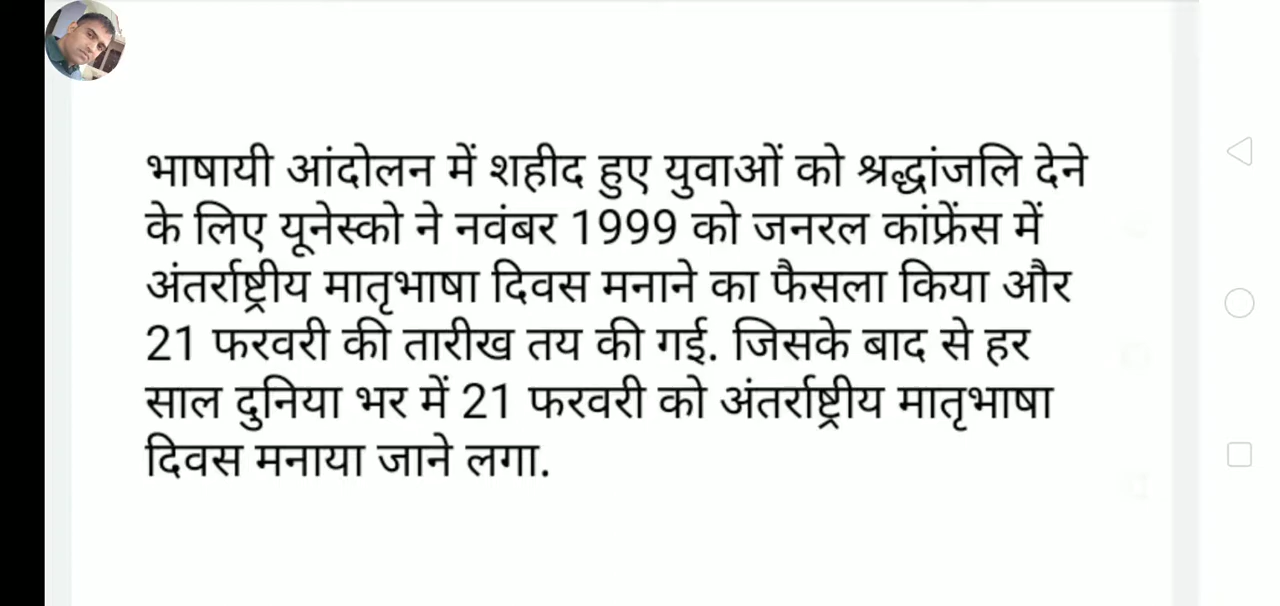 भाषायी आंदोलन में शहीद हुए युवाओं को श्रद्धांजलि देने
के लिए यूनेस्को ने नवंबर 1999 को जनरल कांफ्रेंस में
अंतर्राष्ट्रीय मातृभाषा दिवस मनाने का फैसला किया और
21 फरवरी की तारीख तय की गई. जिसके बाद से हर
साल दुनिया भर में 21 फरवरी को अंतर्राष्ट्रीय मातृभाषा
दिवस मनाया जाने लगा.